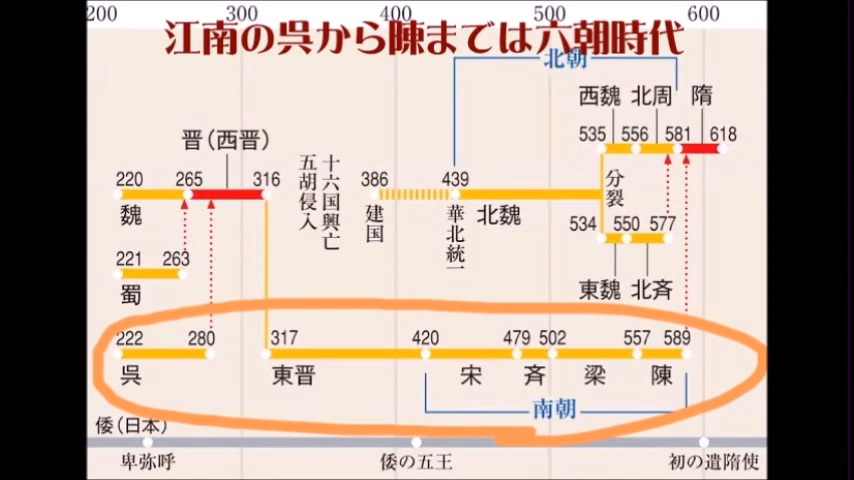 200 300 400 500 600
江南の呉から陳までは六朝時代
北朝
西魏 北周 隋
535 556 581 618
晋(西晋)
220 265 316
魏
十六国興亡
五胡侵入
386 439
建国
華北統一
北魏
分裂
534 550 577
東魏 北斉
221 263
蜀
222 280 317 420 479 502 557 589
呉 東晋 宋 斉 梁 陳
南朝
倭(日本)
卑弥呼 倭の五王 初の遣隋使